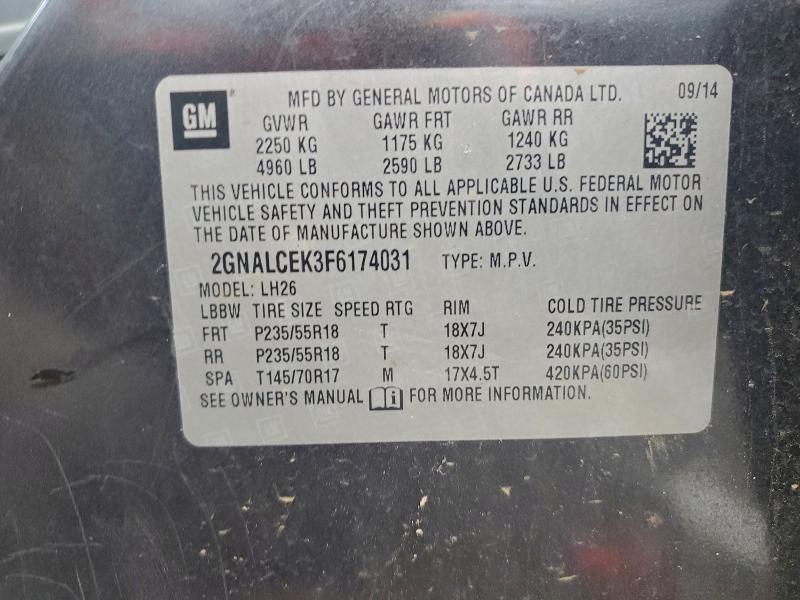 GM
MFD BY GENERAL MOTORS OF CANADA LTD. 09/14
GVWR GAWR FRT GAWR RR
2250 KG 1175 KG 1240 KG
4960 LB 2590 LB 2733 LB
THIS VEHICLE CONFORMS TO ALL APPLICABLE U.S. FEDERAL MOTOR
VEHICLE SAFETY AND THEFT PREVENTION STANDARDS IN EFFECT ON
THE DATE OF MANUFACTURE SHOWN ABOVE.
2GNALCEK3F6174031 TYPE: M.P.V.
MODEL: LH26
LBBW TIRE SIZE SPEED RTG RIM COLD TIRE PRESSURE
FRT P235/55R18 T 18X7J 240KPA(35PSI)
RR P235/55R18 T 18X7J 240KPA(35PSI)
SPA T145/70R17 M 17X4.5T 420KPA(60PSI)
SEE OWNER'S MANUAL i FOR MORE INFORMATION.